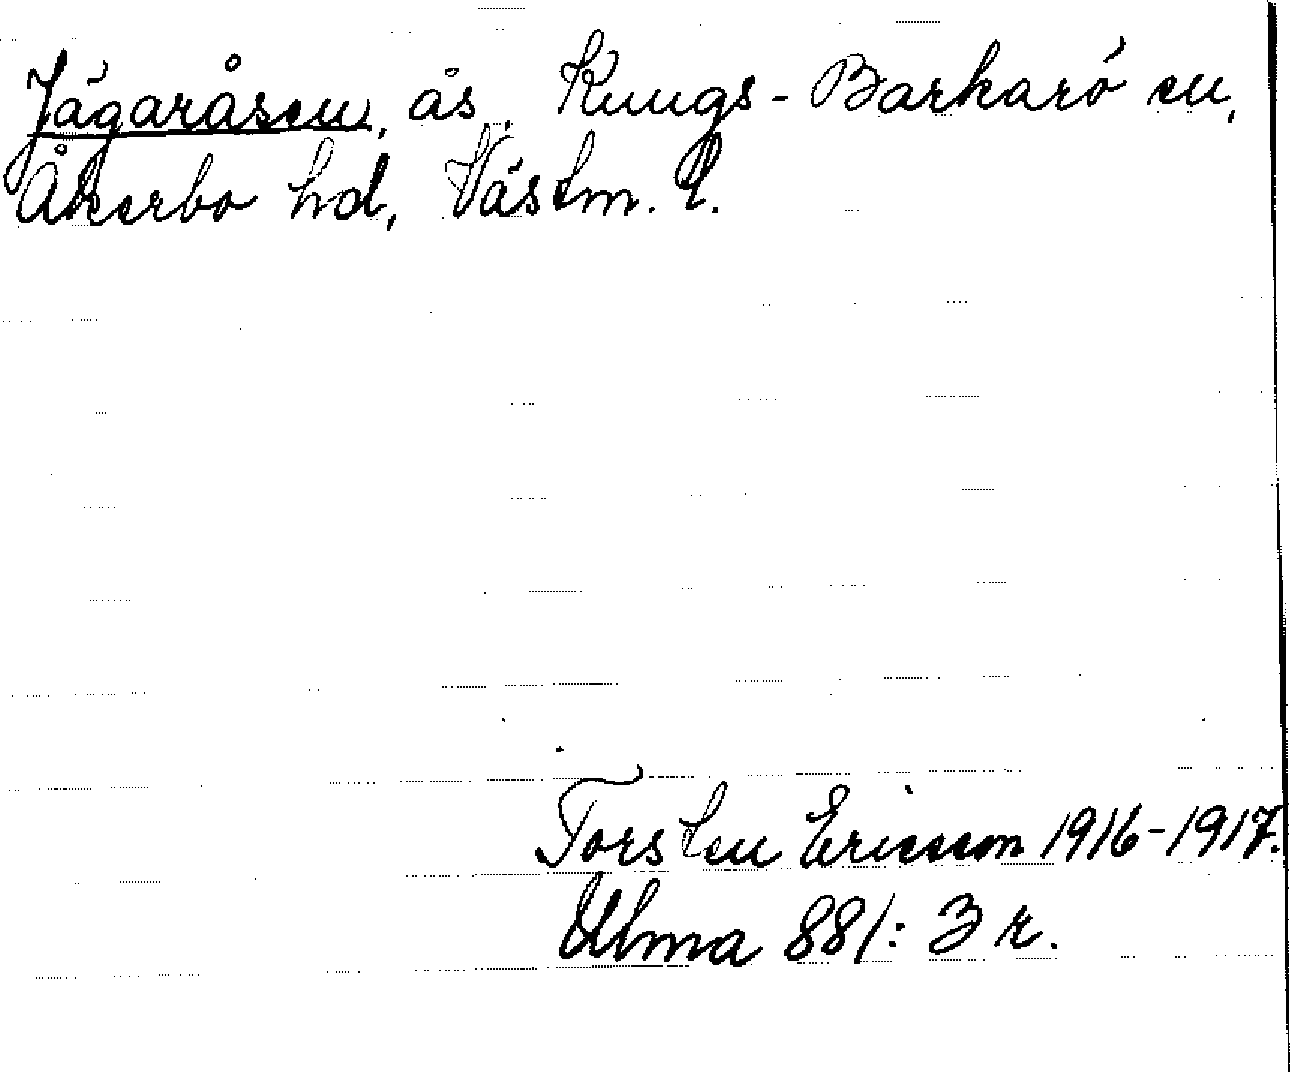 Jägaråsen, ås, Kungs-Barkarö sn,
Åkerbo hd, Västm. l.
Torsten Ericsson 1916-1917.
Ulma 881: 3 r.